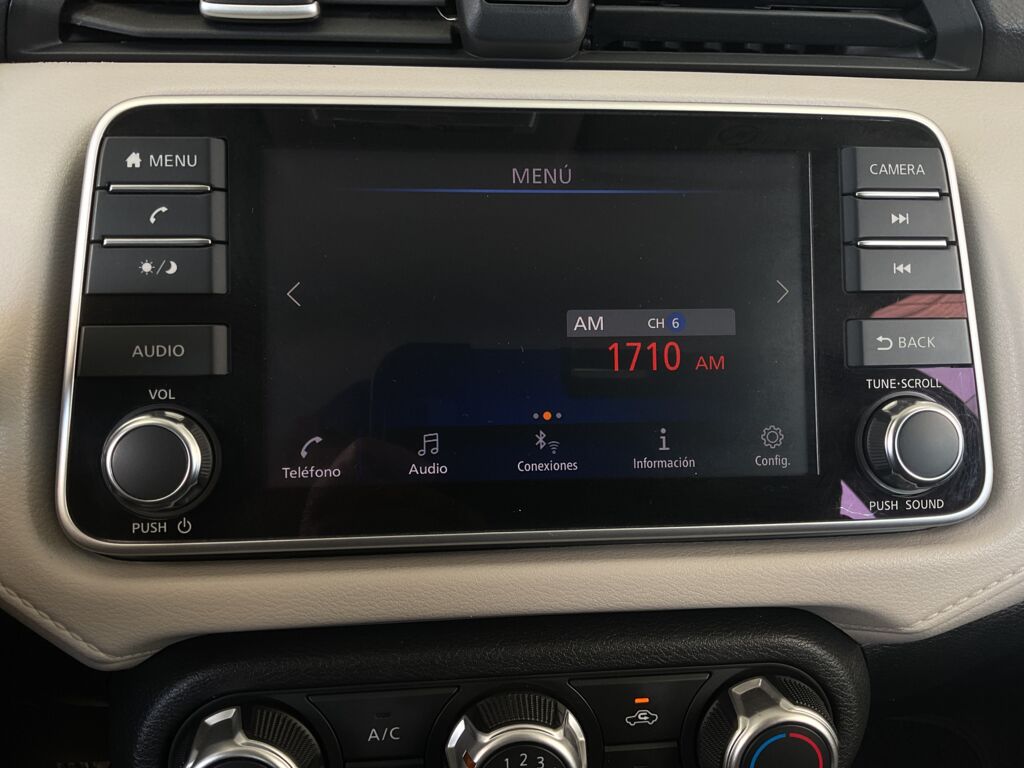 MENU
AUDIO
VOL
PUSH
MENÚ
AM CH 6
1710 AM
Teléfono
Audio
Conexiones
Información
Config.
CAMERA
BACK
TUNE·SCROLL
PUSH SOUND
A/C
1 2 3